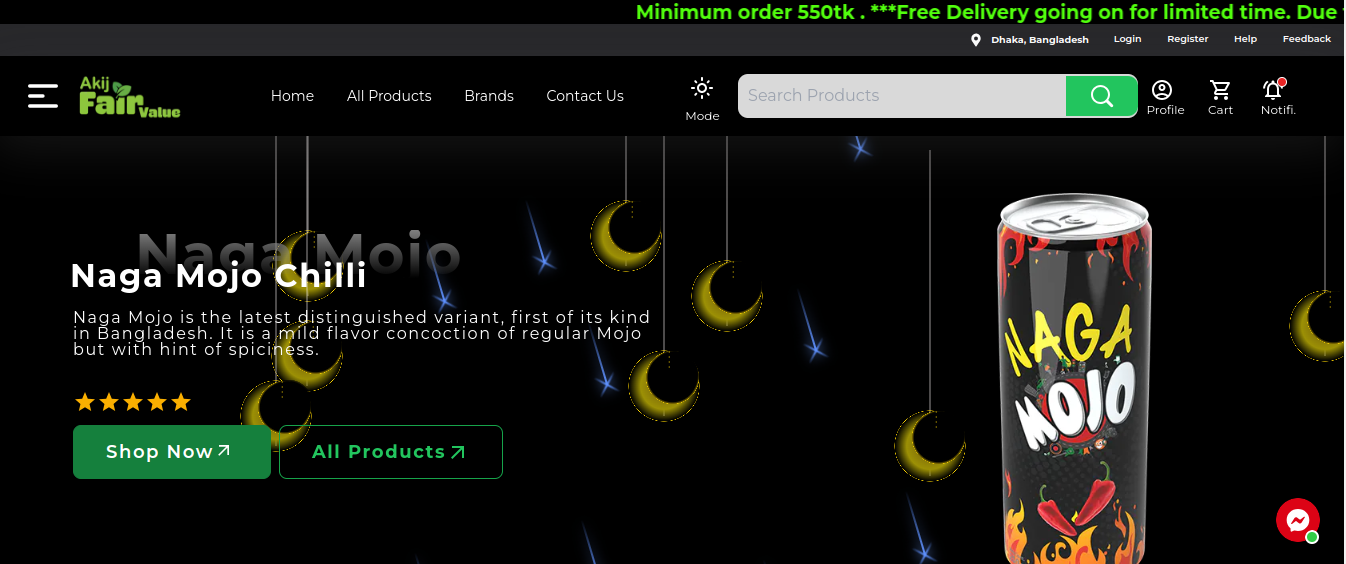 Minimum order 550tk . ***Free Delivery going on for limited time. Due
Dhaka, Bangladesh Login Register Help Feedback
Akij
Fair Value
Home All Products Brands Contact Us
Mode
Search Products
Profile Cart Notifi.
Naga Mojo
Naga Mojo Chilli
Naga Mojo is the latest distinguished variant, first of its kind
in Bangladesh. It is a mild flavor concoction of regular Mojo
but with hint of spiciness.
Shop Now All Products
NAGA
MOJO